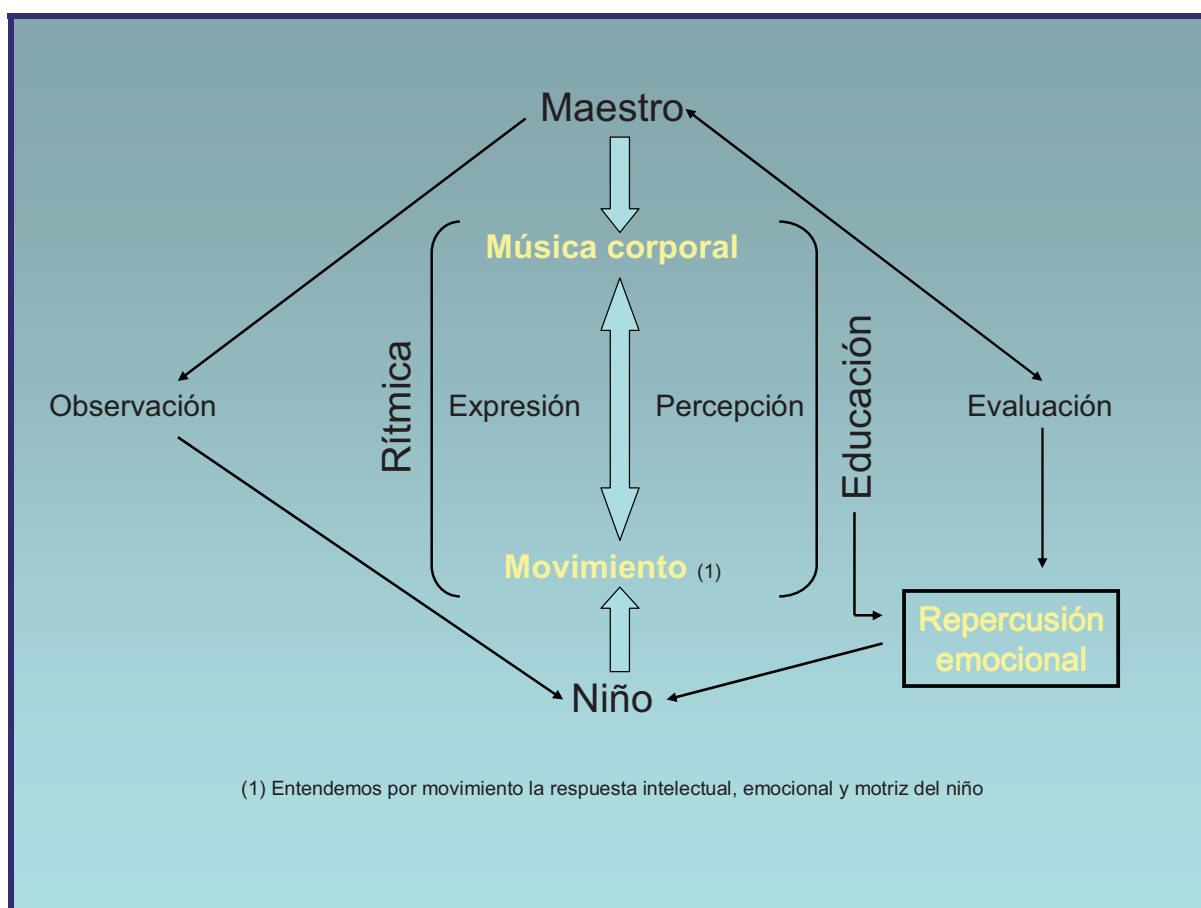 Maestro
Música corporal
Rítmica
Educación
Observación
Expresión
Percepción
Evaluación
Movimiento (1)
Repercusión
emocional
Niño
(1) Entendemos por movimiento la respuesta intelectual, emocional y motriz del niño